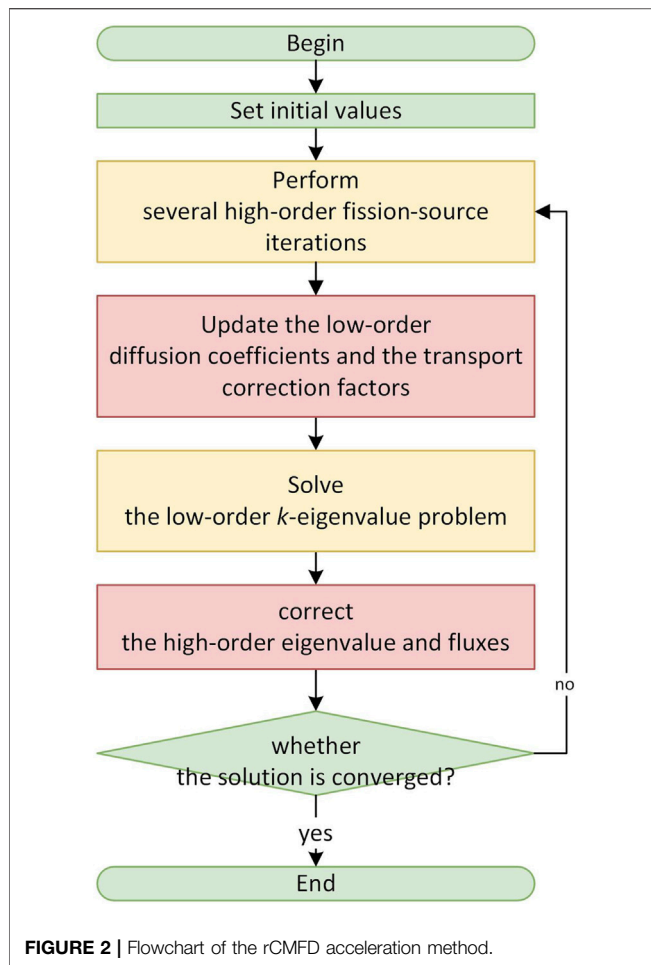 Begin
Set initial values
Perform
several high-order fission-source
iterations
Update the low-order
diffusion coefficients and the transport
correction factors
Solve
the low-order k-eigenvalue problem
correct
the high-order eigenvalue and fluxes
no
whether
the solution is converged?
yes
End
FIGURE 2 | Flowchart of the rCMFD acceleration method.